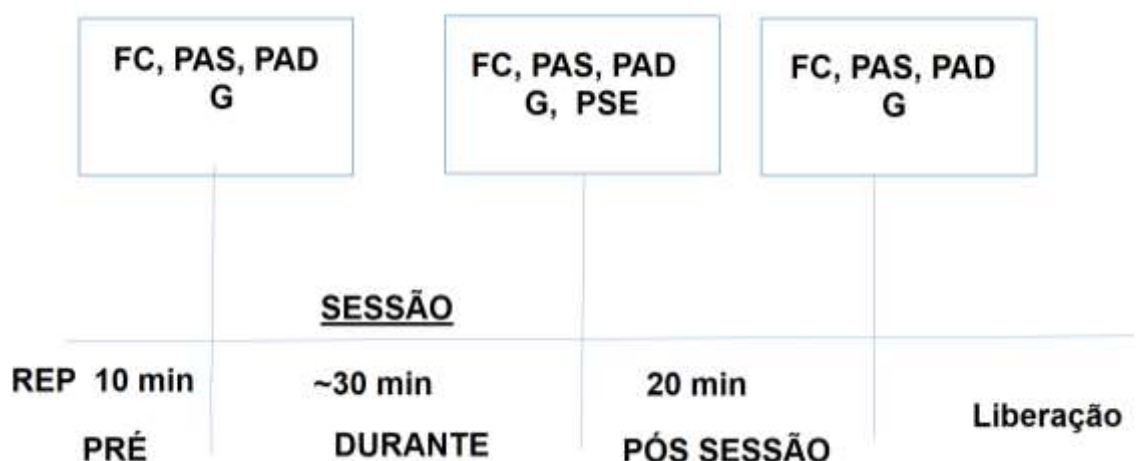 FC, PAS, PAD
G
FC, PAS, PAD
G, PSE
FC, PAS, PAD
G
SESSÃO
REP 10 min
~30 min
20 min
Liberação
PRÉ
DURANTE
PÓS SESSÃO